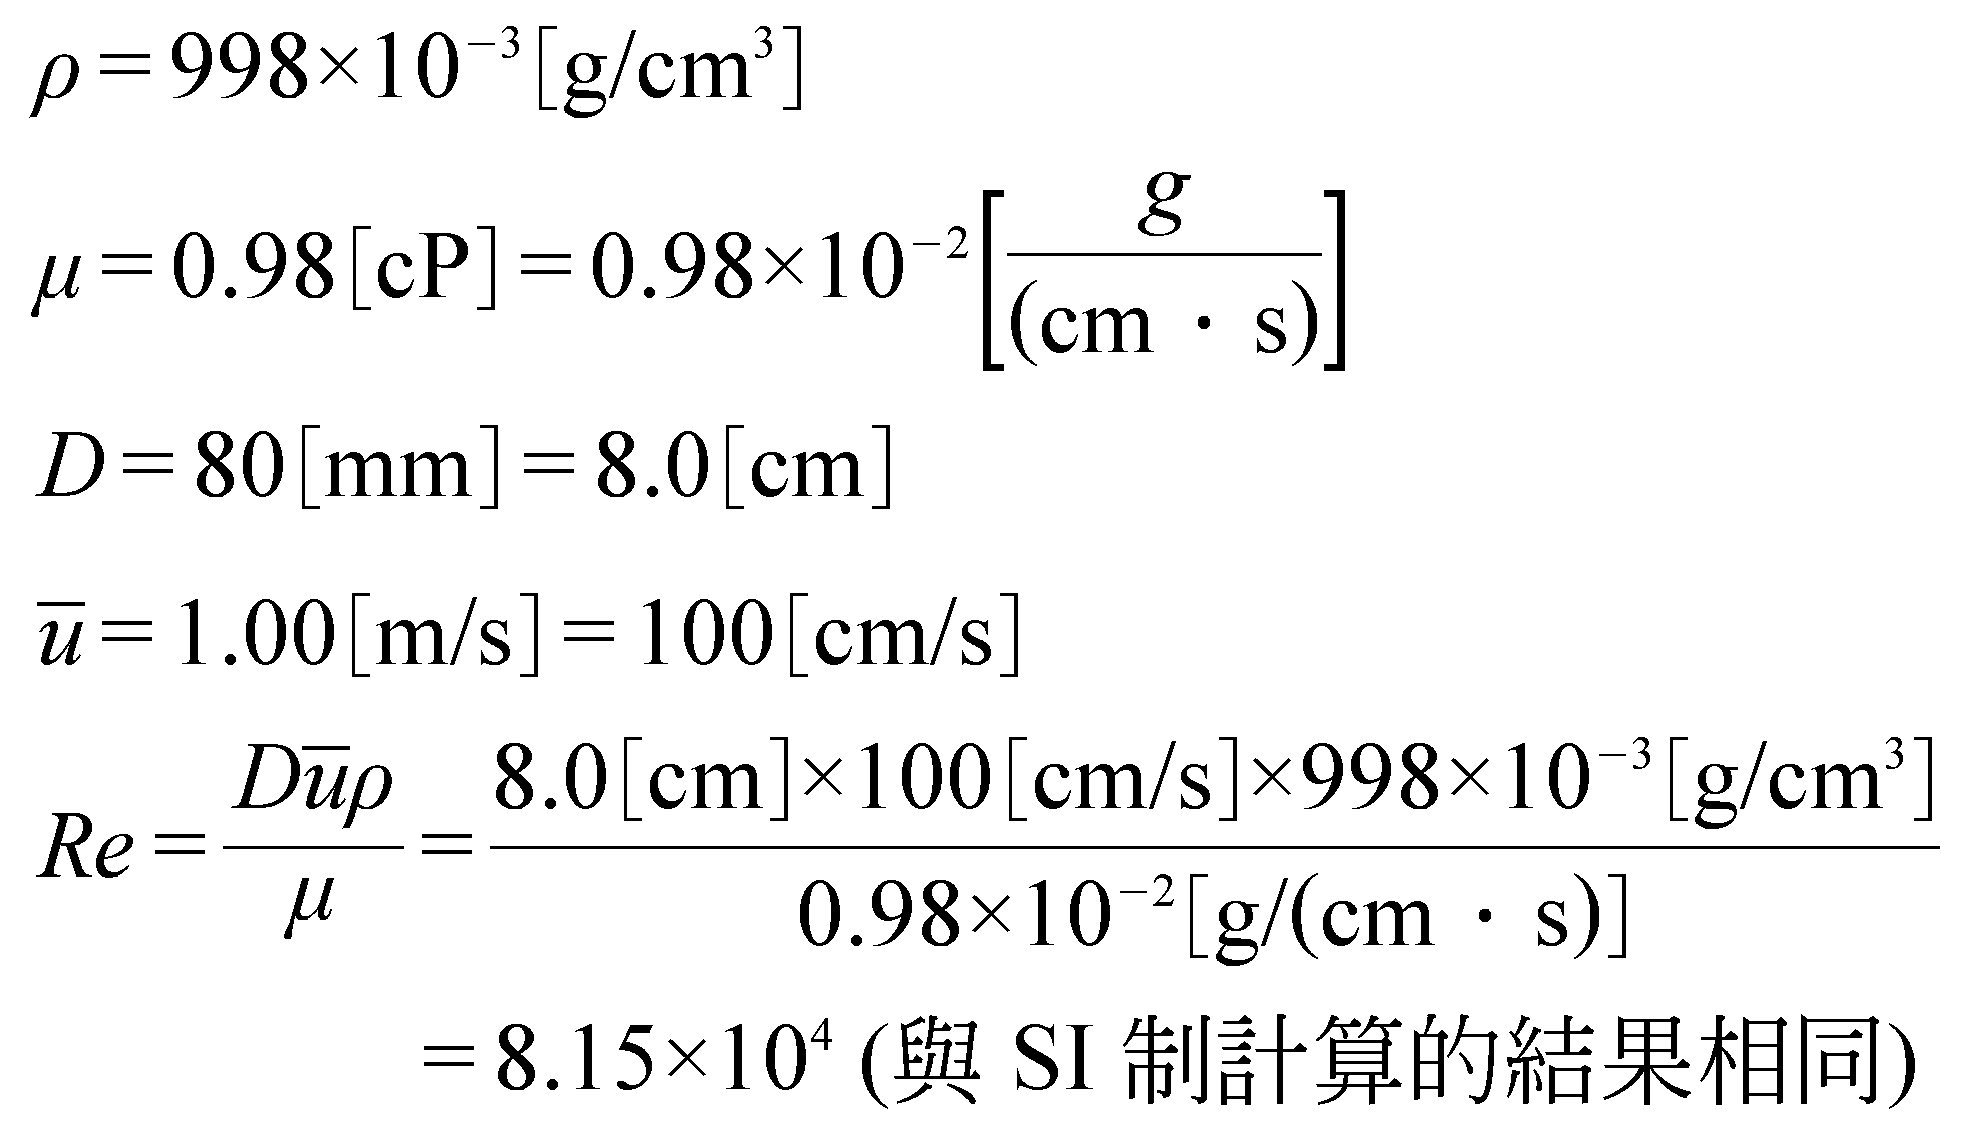 ρ = 998×10⁻³ [g/cm³]
μ = 0.98[cP] = 0.98×10⁻² [g/(cm · s)]
D = 80[mm] = 8.0[cm]
u̅ = 1.00[m/s] = 100[cm/s]
Re = Du̅ρ/μ = 8.0[cm]×100[cm/s]×998×10⁻³[g/cm³] / 0.98×10⁻²[g/(cm · s)]
= 8.15×10⁴ (與 SI 制計算的結果相同)